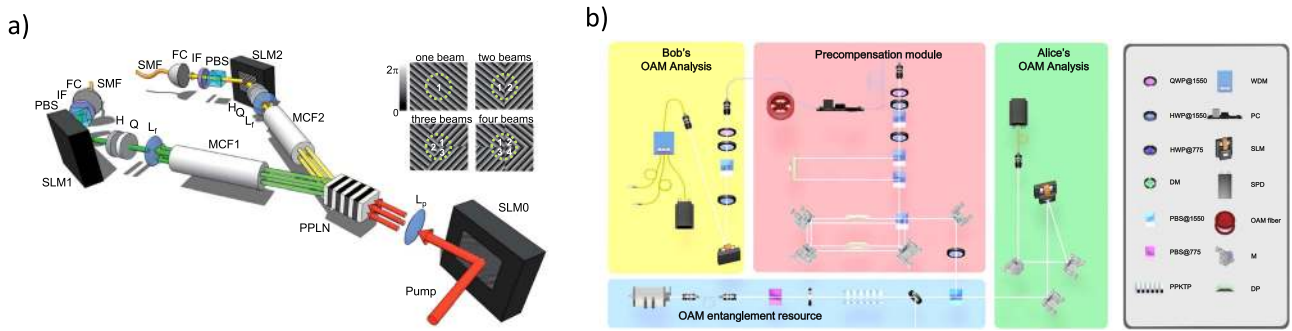 a)
SMF
FC
IF
PBS
SLM2
FC
SMF
IF
PBS
H
Q
Lf
MCF2
H
Q
Lf
MCF1
SLM1
PPLN
Lp
SLM0
Pump
2π
0
one beam
1
two beams
1 2
three beams
1
2 3
four beams
1 2
3 4
b)
Bob's
OAM Analysis
Precompensation module
Alice's
OAM Analysis
OAM entanglement resource
QWP@1550
WDM
HWP@1550
PC
HWP@775
SLM
DM
SPD
PBS@1550
OAM fiber
PBS@775
M
PPKTP
DP